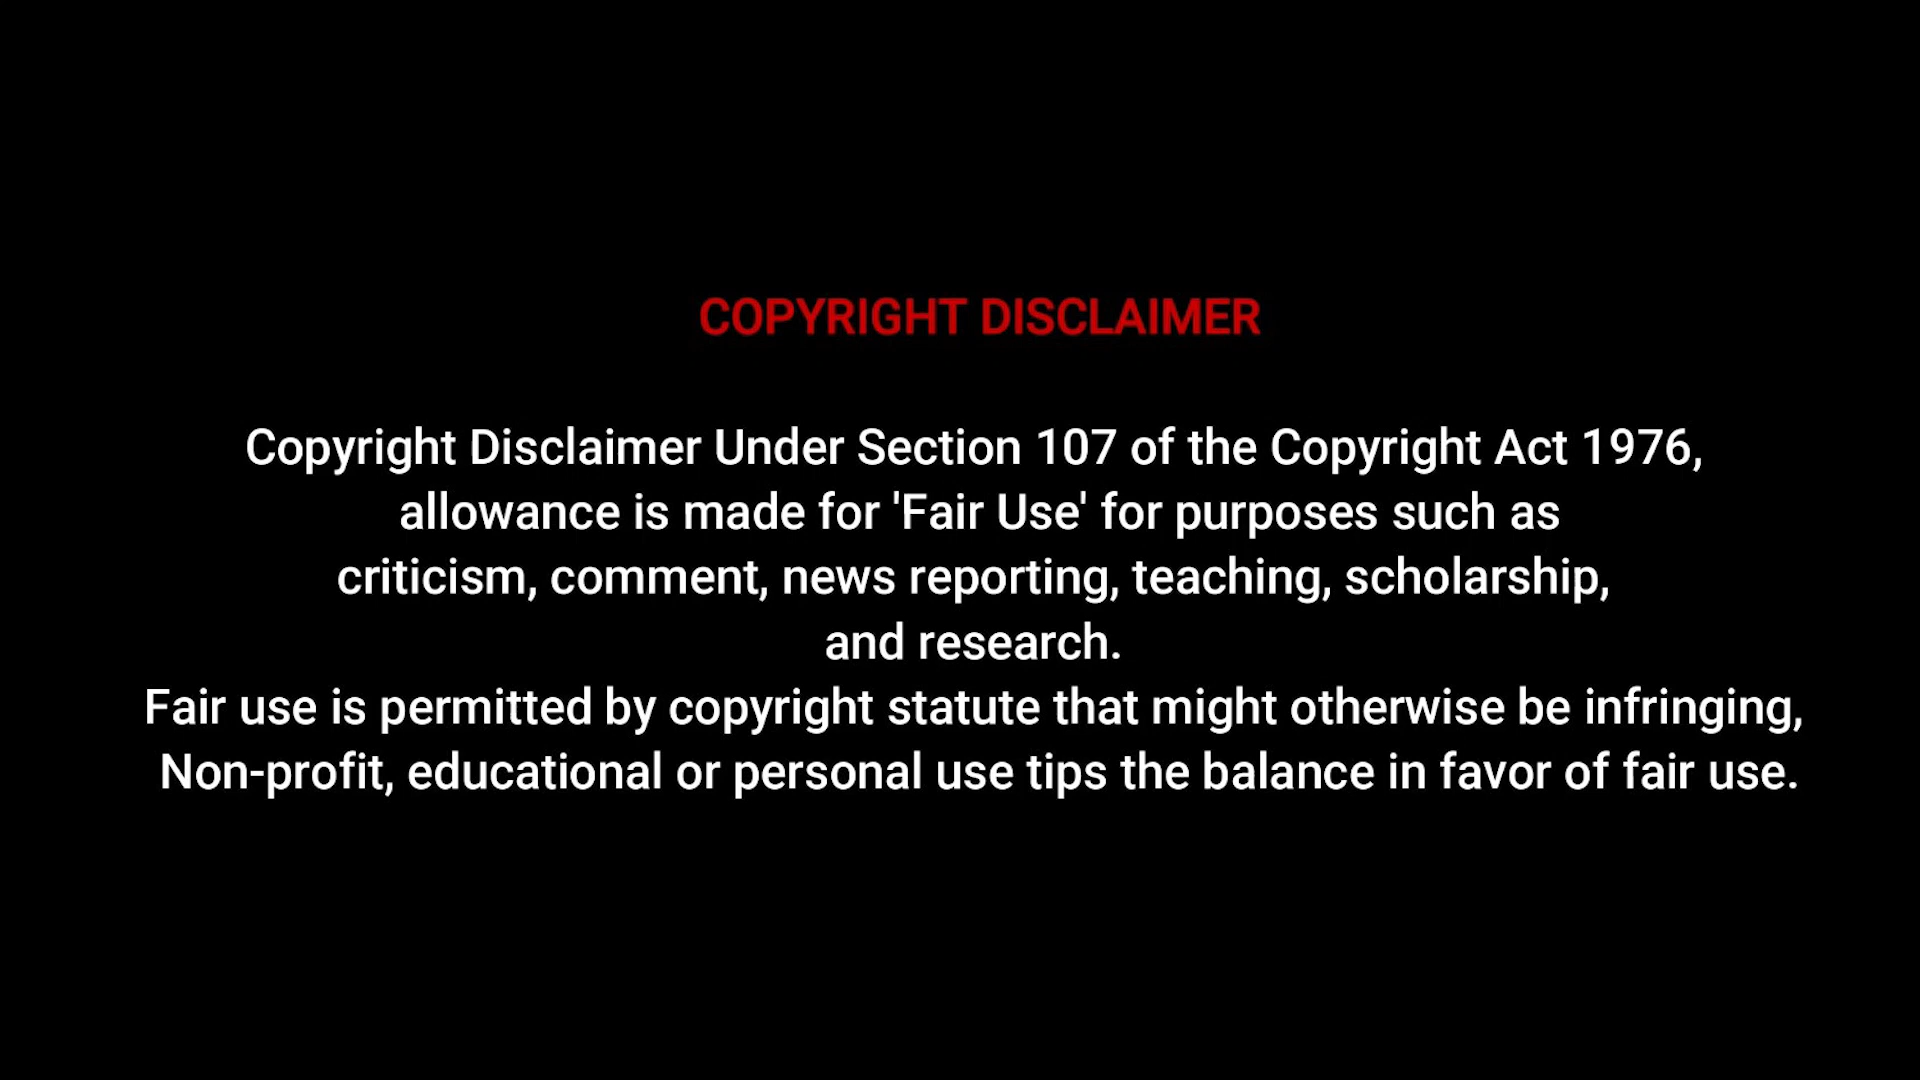 COPYRIGHT DISCLAIMER
Copyright Disclaimer Under Section 107 of the Copyright Act 1976,
allowance is made for 'Fair Use' for purposes such as
criticism, comment, news reporting, teaching, scholarship,
and research.
Fair use is permitted by copyright statute that might otherwise be infringing,
Non-profit, educational or personal use tips the balance in favor of fair use.